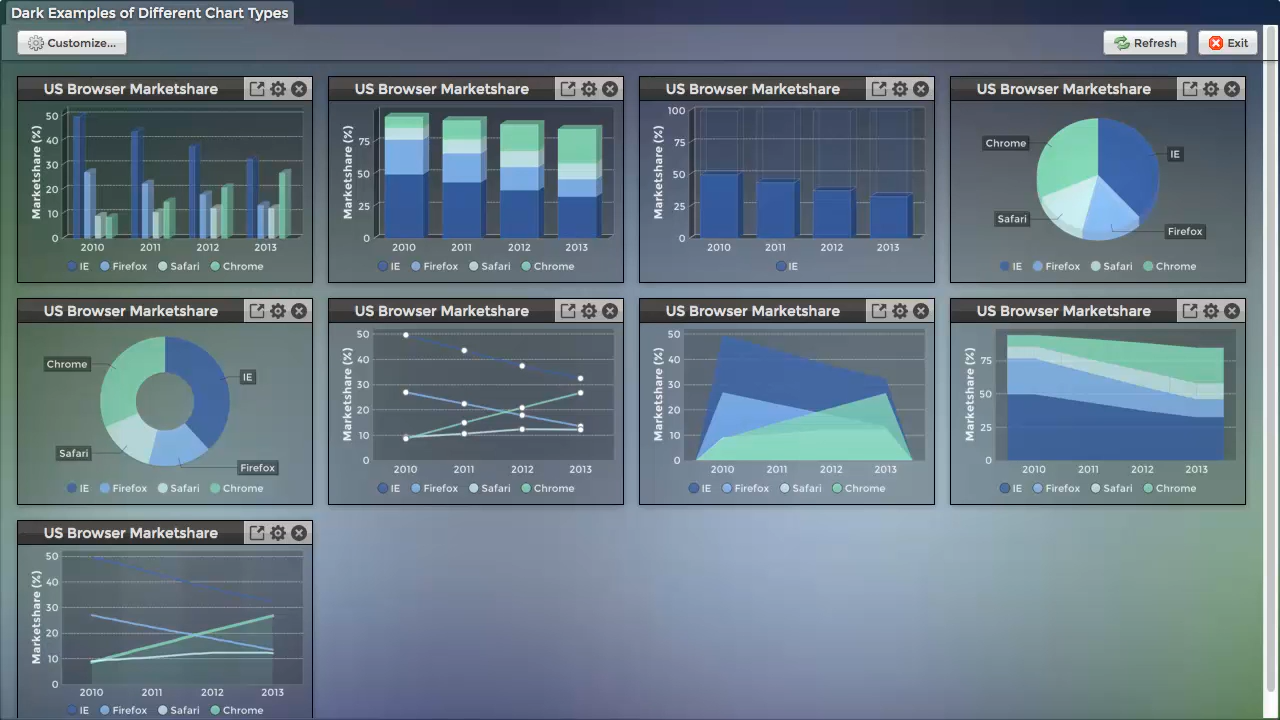 Dark Examples of Different Chart Types
Customize...
Refresh
Exit
US Browser Marketshare
Marketshare (%)
50
40
30
20
10
0
2010 2011 2012 2013
IE Firefox Safari Chrome
US Browser Marketshare
Marketshare (%)
75
50
25
0
2010 2011 2012 2013
IE Firefox Safari Chrome
US Browser Marketshare
Marketshare (%)
100
75
50
25
0
2010 2011 2012 2013
IE
US Browser Marketshare
Chrome
IE
Safari
Firefox
IE Firefox Safari Chrome
US Browser Marketshare
Chrome
IE
Safari
Firefox
IE Firefox Safari Chrome
US Browser Marketshare
Marketshare (%)
50
40
30
20
10
0
2010 2011 2012 2013
IE Firefox Safari Chrome
US Browser Marketshare
Marketshare (%)
50
40
30
20
10
0
2010 2011 2012 2013
IE Firefox Safari Chrome
US Browser Marketshare
Marketshare (%)
75
50
25
0
2010 2011 2012 2013
IE Firefox Safari Chrome
US Browser Marketshare
Marketshare (%)
50
40
30
20
10
0
2010 2011 2012 2013
IE Firefox Safari Chrome